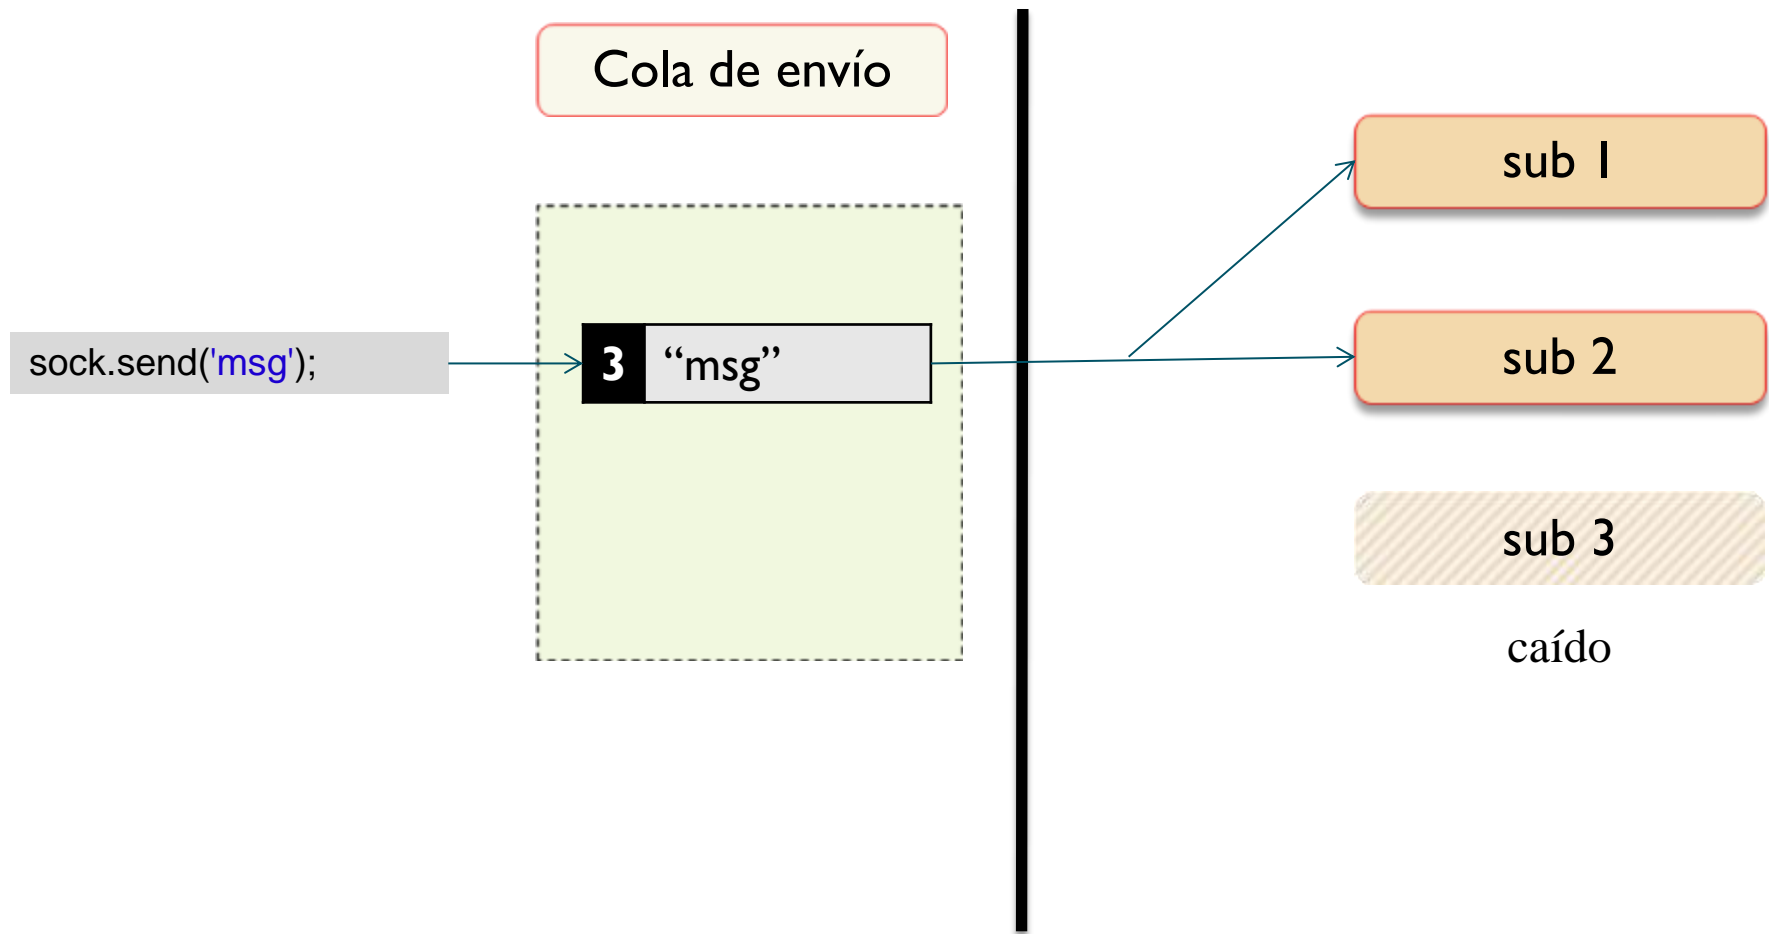 Cola de envío
sub 1
sock.send('msg');
3 “msg”
sub 2
sub 3
caído